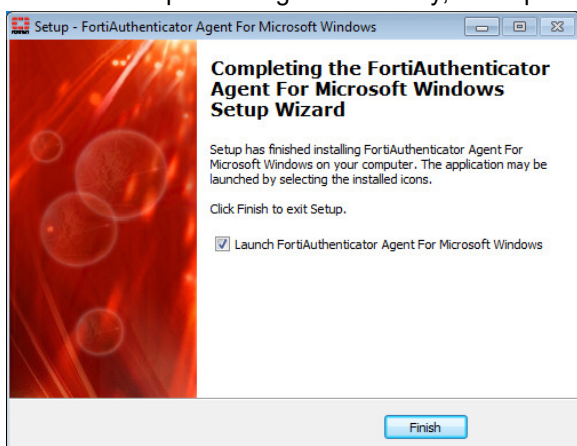 Setup - FortiAuthenticator Agent For Microsoft Windows
Completing the FortiAuthenticator
Agent For Microsoft Windows
Setup Wizard
Setup has finished installing FortiAuthenticator Agent For
Microsoft Windows on your computer. The application may be
launched by selecting the installed icons.
Click Finish to exit Setup.
Launch FortiAuthenticator Agent For Microsoft Windows
Finish